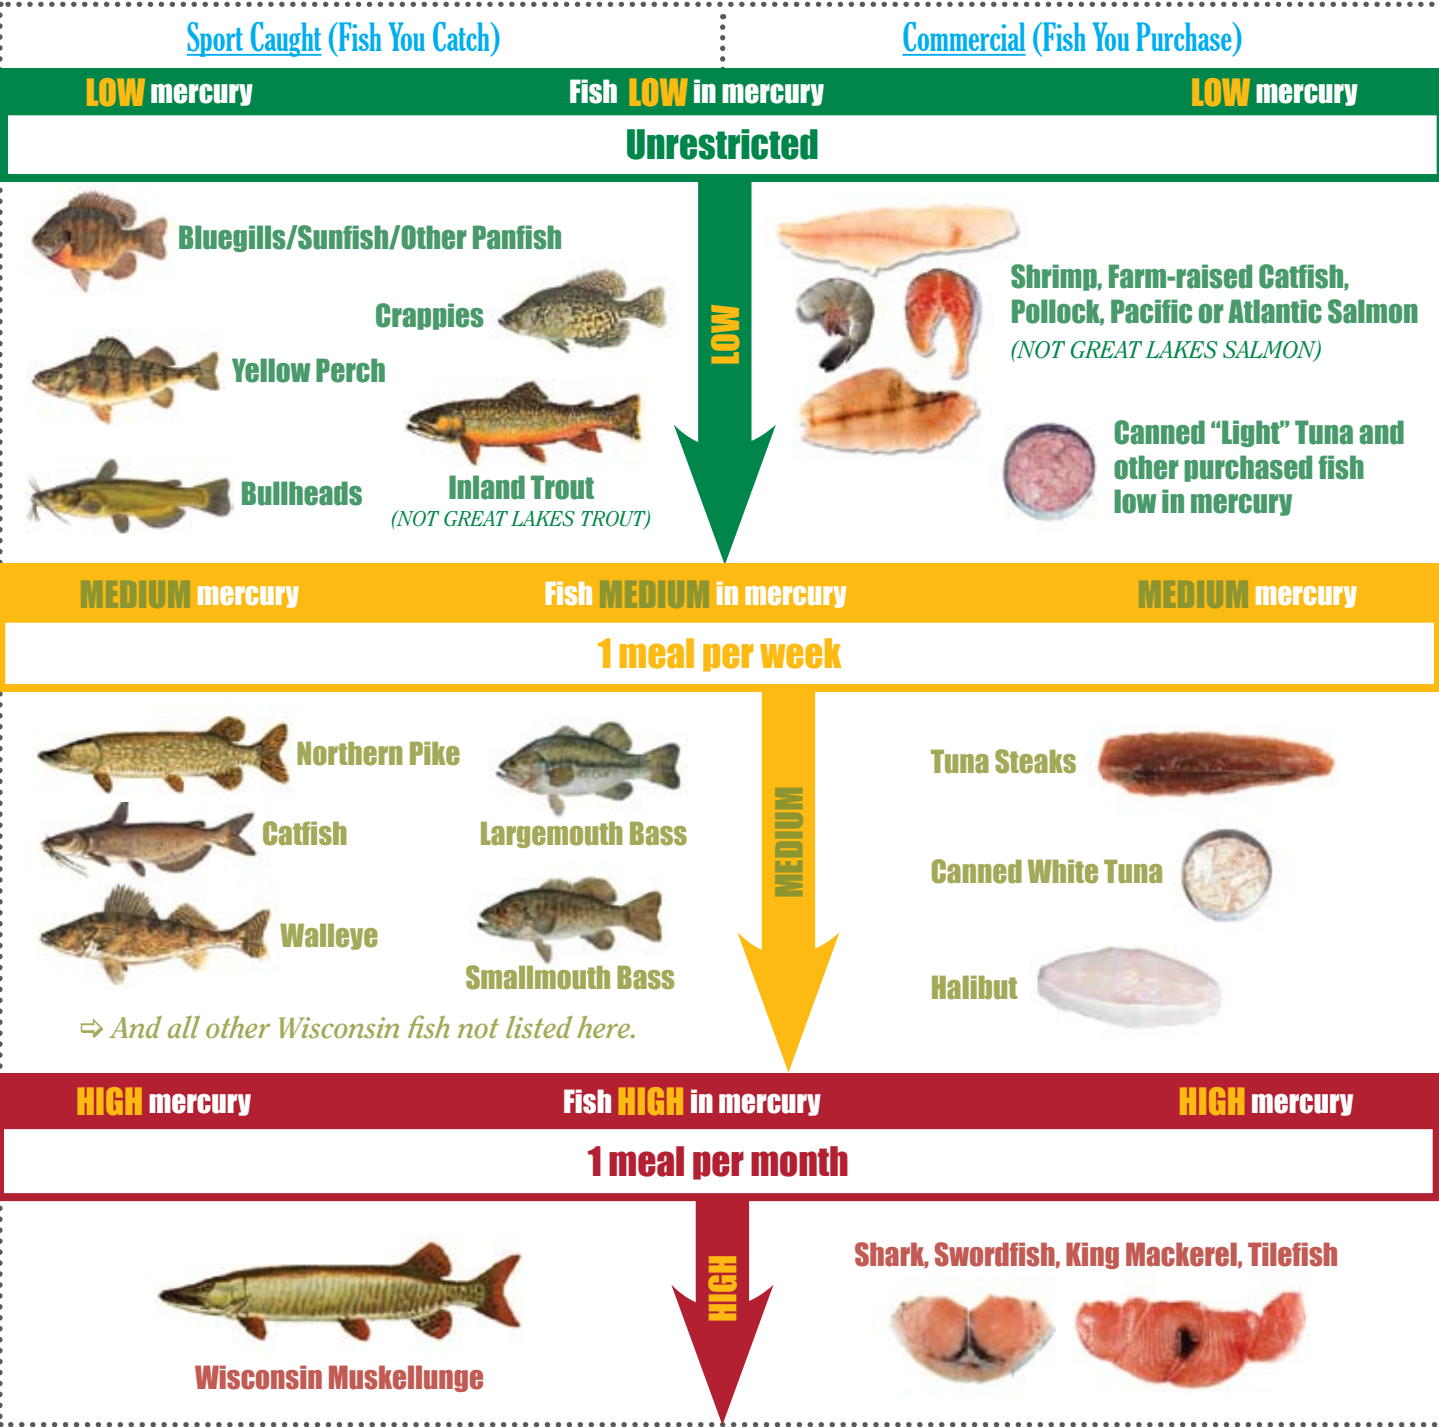 Sport Caught (Fish You Catch)
Commercial (Fish You Purchase)
LOW mercury
Fish LOW in mercury
LOW mercury
Unrestricted
Bluegills/Sunfish/Other Panfish
Crappies
Yellow Perch
Bullheads
Inland Trout
(NOT GREAT LAKES TROUT)
LOW
Shrimp, Farm-raised Catfish,
Pollock, Pacific or Atlantic Salmon
(NOT GREAT LAKES SALMON)
Canned “Light” Tuna and
other purchased fish
low in mercury
MEDIUM mercury
Fish MEDIUM in mercury
MEDIUM mercury
1 meal per week
Northern Pike
Catfish
Largemouth Bass
Walleye
Smallmouth Bass
⇨ And all other Wisconsin fish not listed here.
MEDIUM
Tuna Steaks
Canned White Tuna
Halibut
HIGH mercury
Fish HIGH in mercury
HIGH mercury
1 meal per month
Wisconsin Muskellunge
HIGH
Shark, Swordfish, King Mackerel, Tilefish